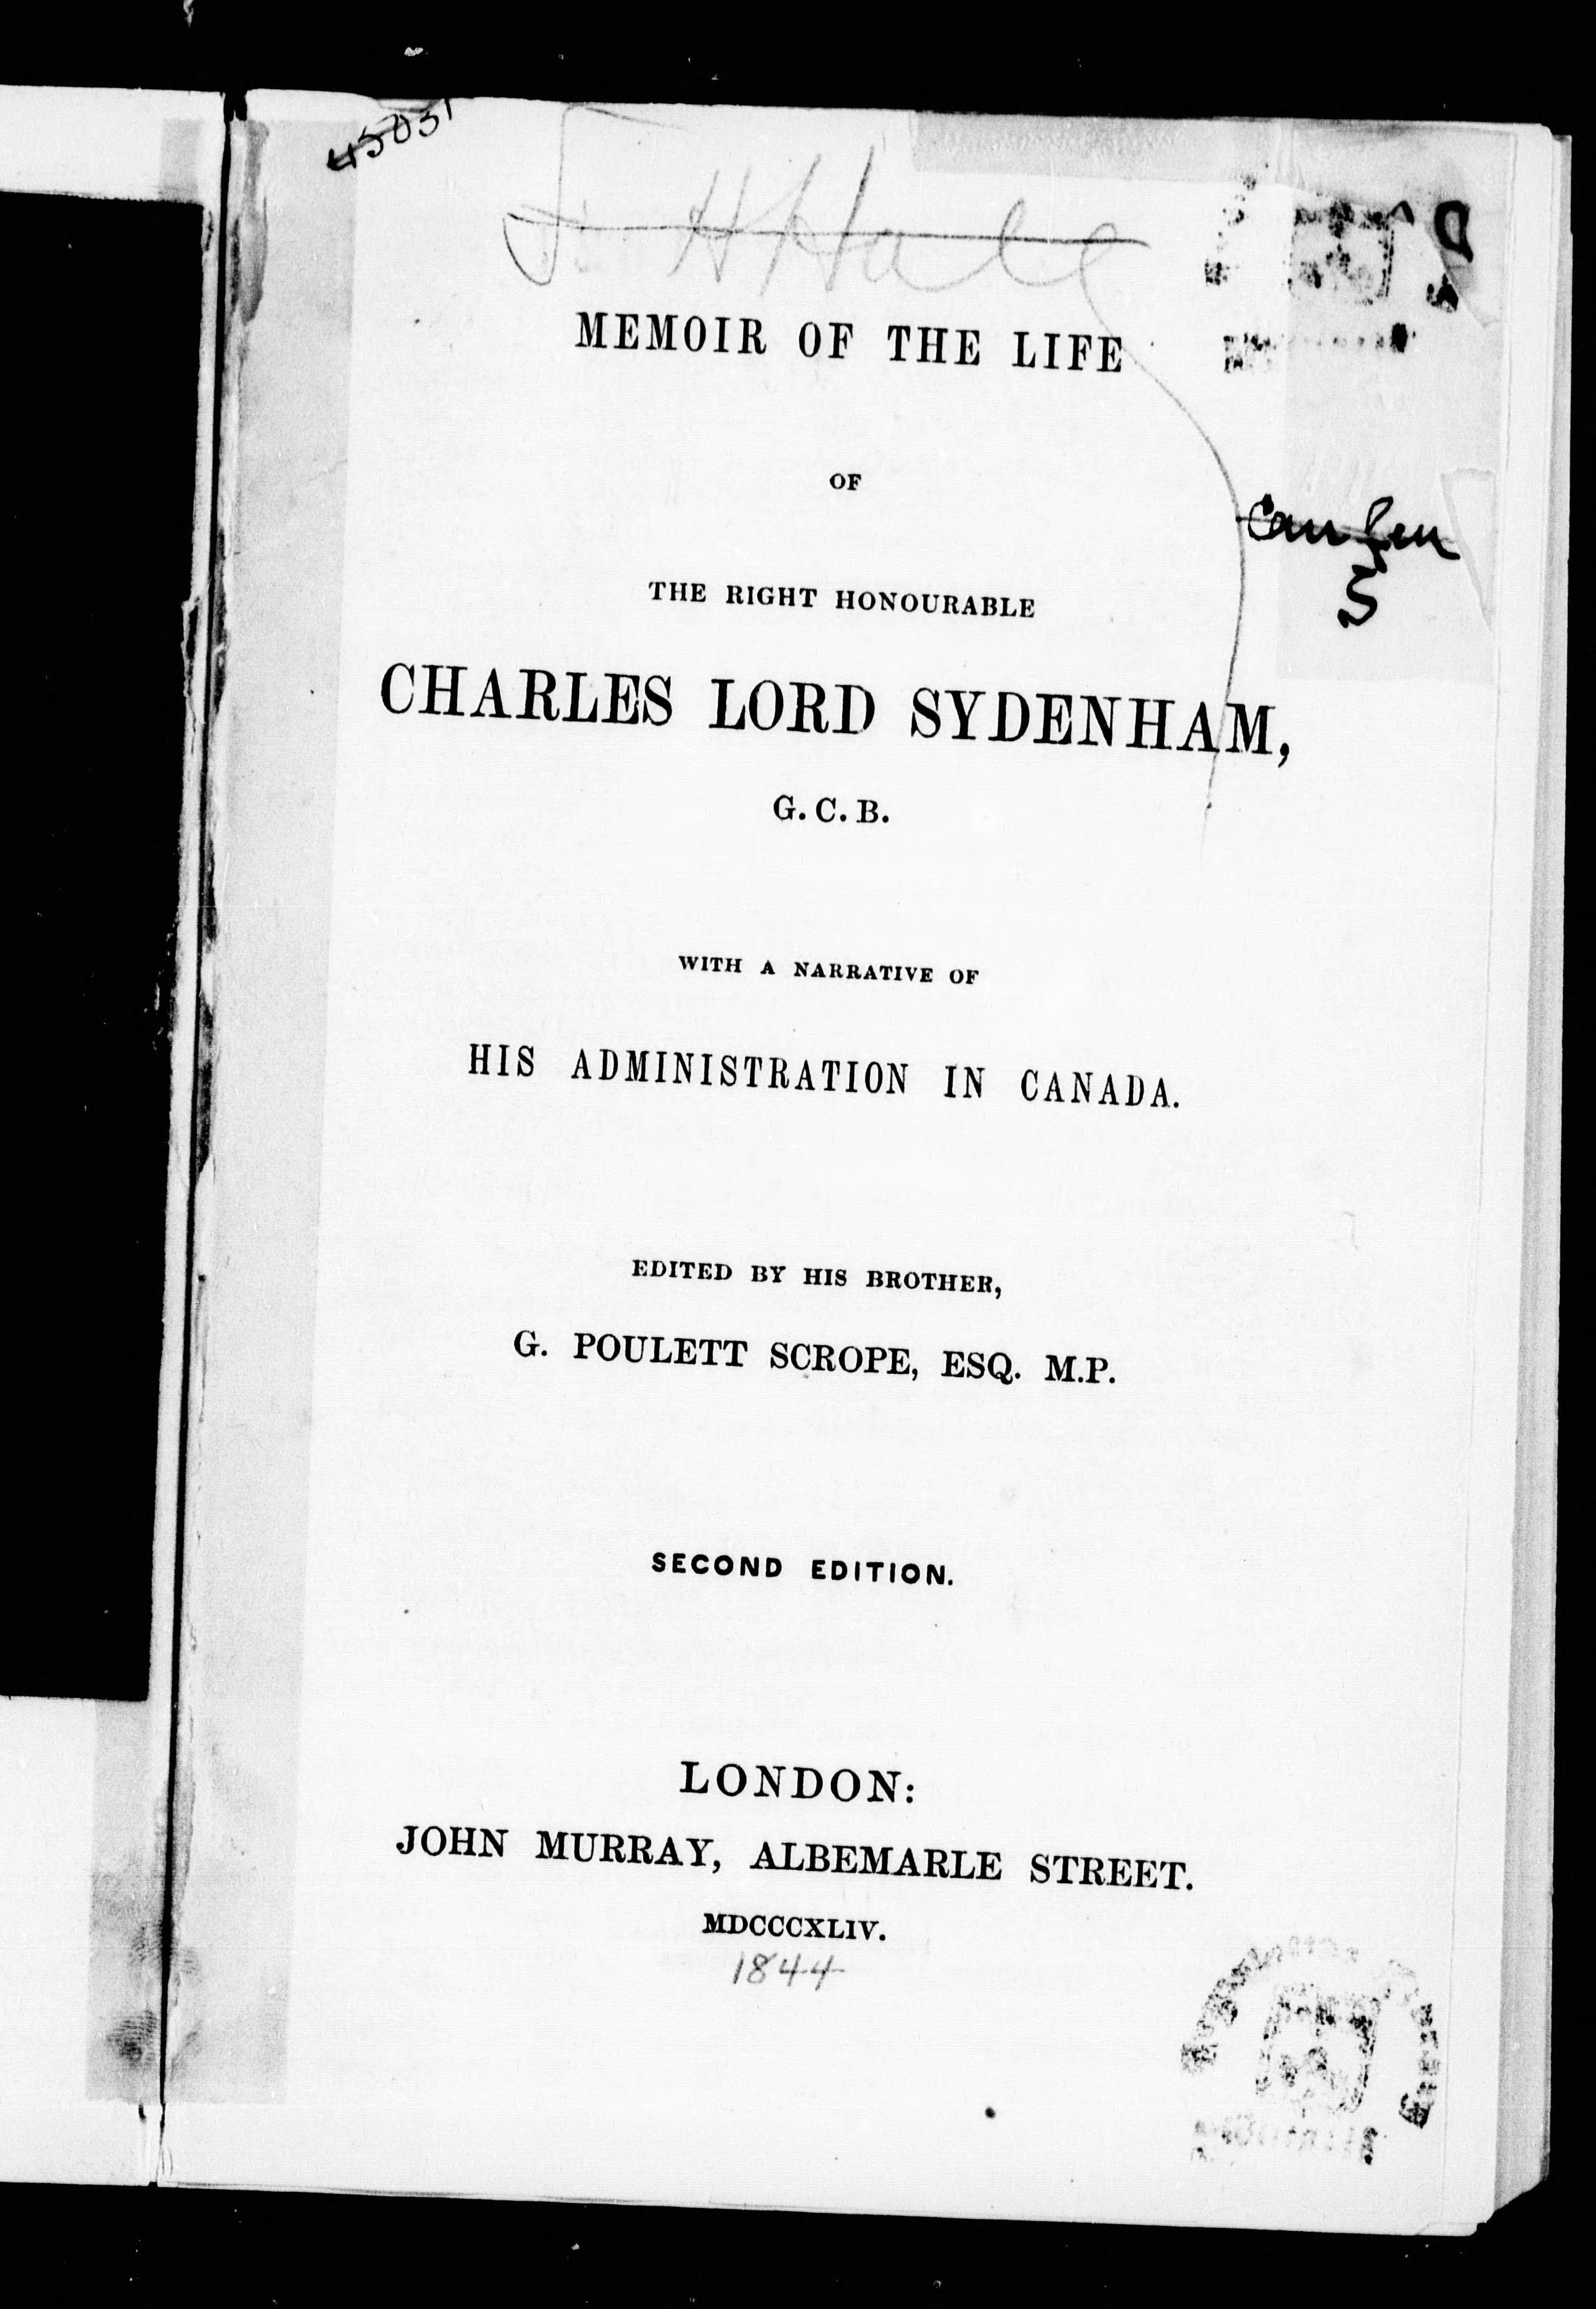 45031
MEMOIR OF THE LIFE
OF
THE RIGHT HONOURABLE
CHARLES LORD SYDENHAM,
G. C. B.
WITH A NARRATIVE OF
HIS ADMINISTRATION IN CANADA.
EDITED BY HIS BROTHER,
G. POULETT SCROPE, ESQ. M.P.
SECOND EDITION.
LONDON:
JOHN MURRAY, ALBEMARLE STREET.
MDCCCXLIV.
1844